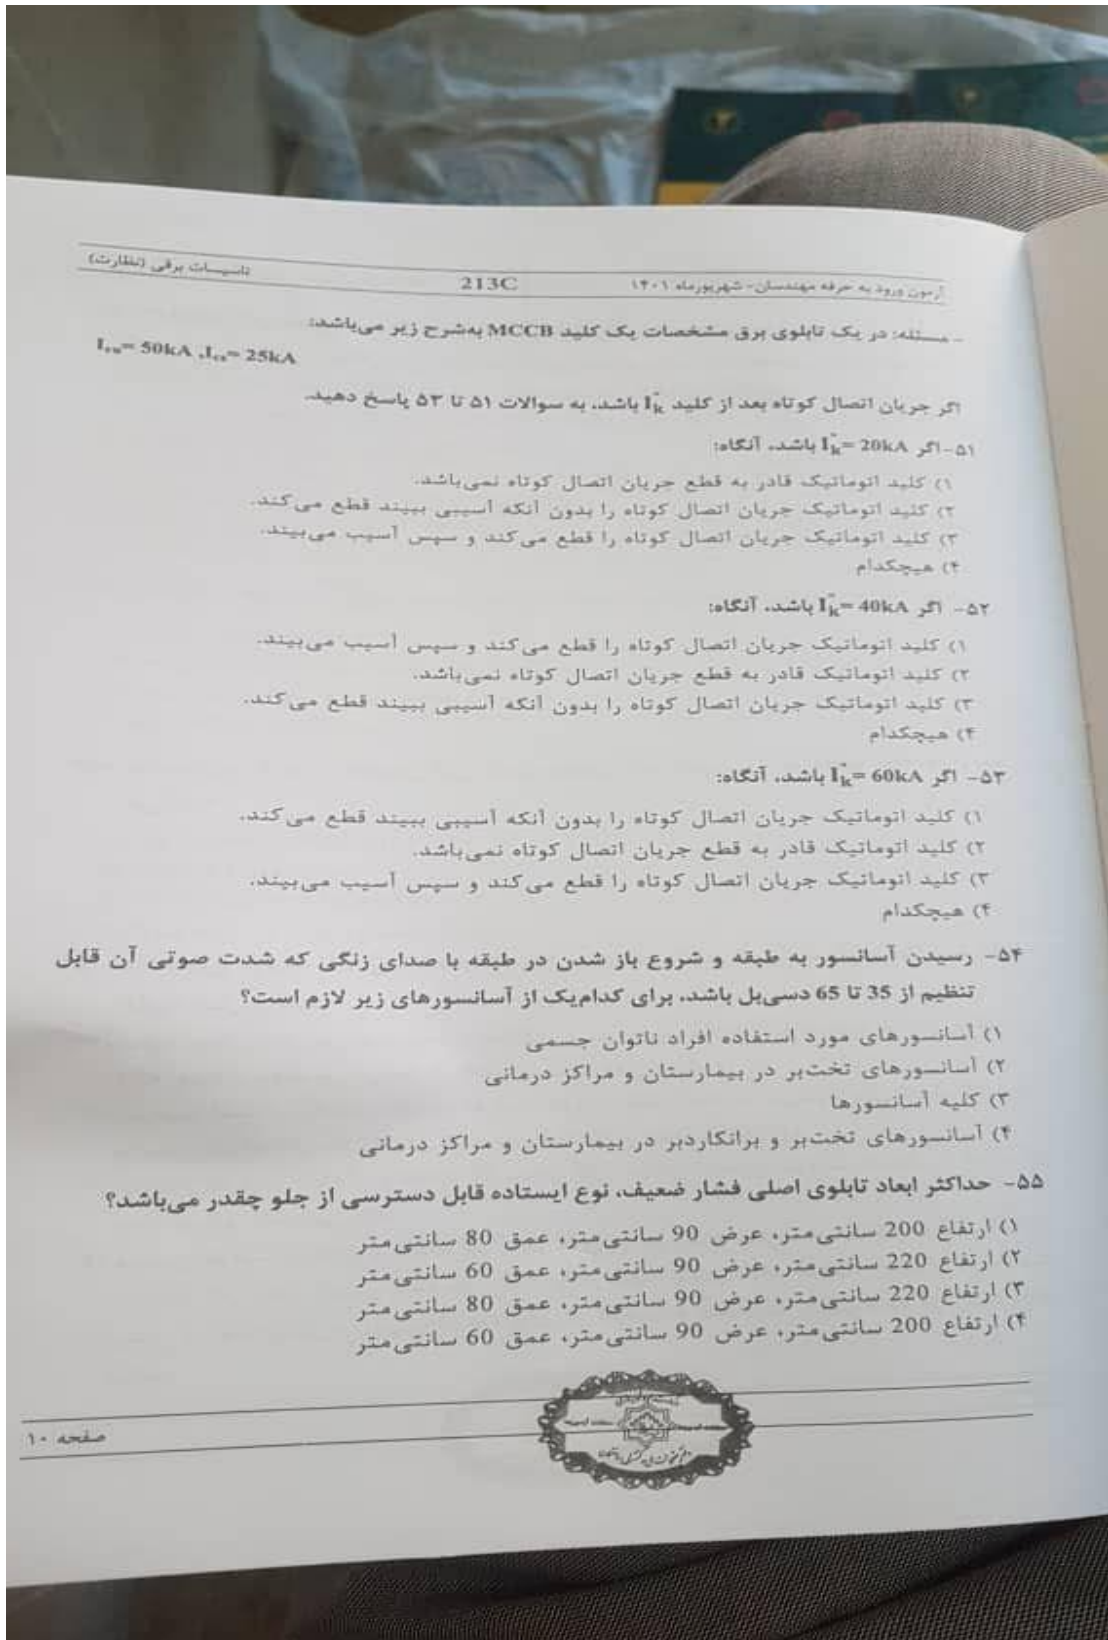 آزمون ورود به حرفه مهندسان- شهریورماه ۱۴۰۱ 213C تاسیسات برقی (نظارت)
- مسئله: در یک تابلوی برق مشخصات یک کلید MCCB به‌شرح زیر می‌باشد:
Icu= 50kA ،Ics= 25kA
اگر جریان اتصال کوتاه بعد از کلید I"k باشد، به سوالات ۵۱ تا ۵۳ پاسخ دهید.
۵۱-اگر I"k= 20kA باشد، آنگاه:
۱) کلید اتوماتیک قادر به قطع جریان اتصال کوتاه نمی‌باشد.
۲) کلید اتوماتیک جریان اتصال کوتاه را بدون آنکه آسیبی ببیند قطع می‌کند.
۳) کلید اتوماتیک جریان اتصال کوتاه را قطع می‌کند و سپس آسیب می‌بیند.
۴) هیچکدام
۵۲- اگر I"k= 40kA باشد، آنگاه:
۱) کلید اتوماتیک جریان اتصال کوتاه را قطع می‌کند و سپس آسیب می‌بیند.
۲) کلید اتوماتیک قادر به قطع جریان اتصال کوتاه نمی‌باشد.
۳) کلید اتوماتیک جریان اتصال کوتاه را بدون آنکه آسیبی ببیند قطع می‌کند.
۴) هیچکدام
۵۳- اگر I"k= 60kA باشد، آنگاه:
۱) کلید اتوماتیک جریان اتصال کوتاه را بدون آنکه آسیبی ببیند قطع می‌کند.
۲) کلید اتوماتیک قادر به قطع جریان اتصال کوتاه نمی‌باشد.
۳) کلید اتوماتیک جریان اتصال کوتاه را قطع می‌کند و سپس آسیب می‌بیند.
۴) هیچکدام
۵۴- رسیدن آسانسور به طبقه و شروع باز شدن در طبقه با صدای زنگی که شدت صوتی آن قابل
تنظیم از 35 تا 65 دسی‌بل باشد، برای کدام‌یک از آسانسورهای زیر لازم است؟
۱) آسانسورهای مورد استفاده افراد ناتوان جسمی
۲) آسانسورهای تخت‌بر در بیمارستان و مراکز درمانی
۳) کلیه آسانسورها
۴) آسانسورهای تخت‌بر و برانکاردبر در بیمارستان و مراکز درمانی
۵۵- حداکثر ابعاد تابلوی اصلی فشار ضعیف، نوع ایستاده قابل دسترسی از جلو چقدر می‌باشد؟
۱) ارتفاع 200 سانتی‌متر، عرض 90 سانتی‌متر، عمق 80 سانتی‌متر
۲) ارتفاع 220 سانتی‌متر، عرض 90 سانتی‌متر، عمق 60 سانتی‌متر
۳) ارتفاع 220 سانتی‌متر، عرض 90 سانتی‌متر، عمق 80 سانتی‌متر
۴) ارتفاع 200 سانتی‌متر، عرض 90 سانتی‌متر، عمق 60 سانتی‌متر
صفحه ۱۰